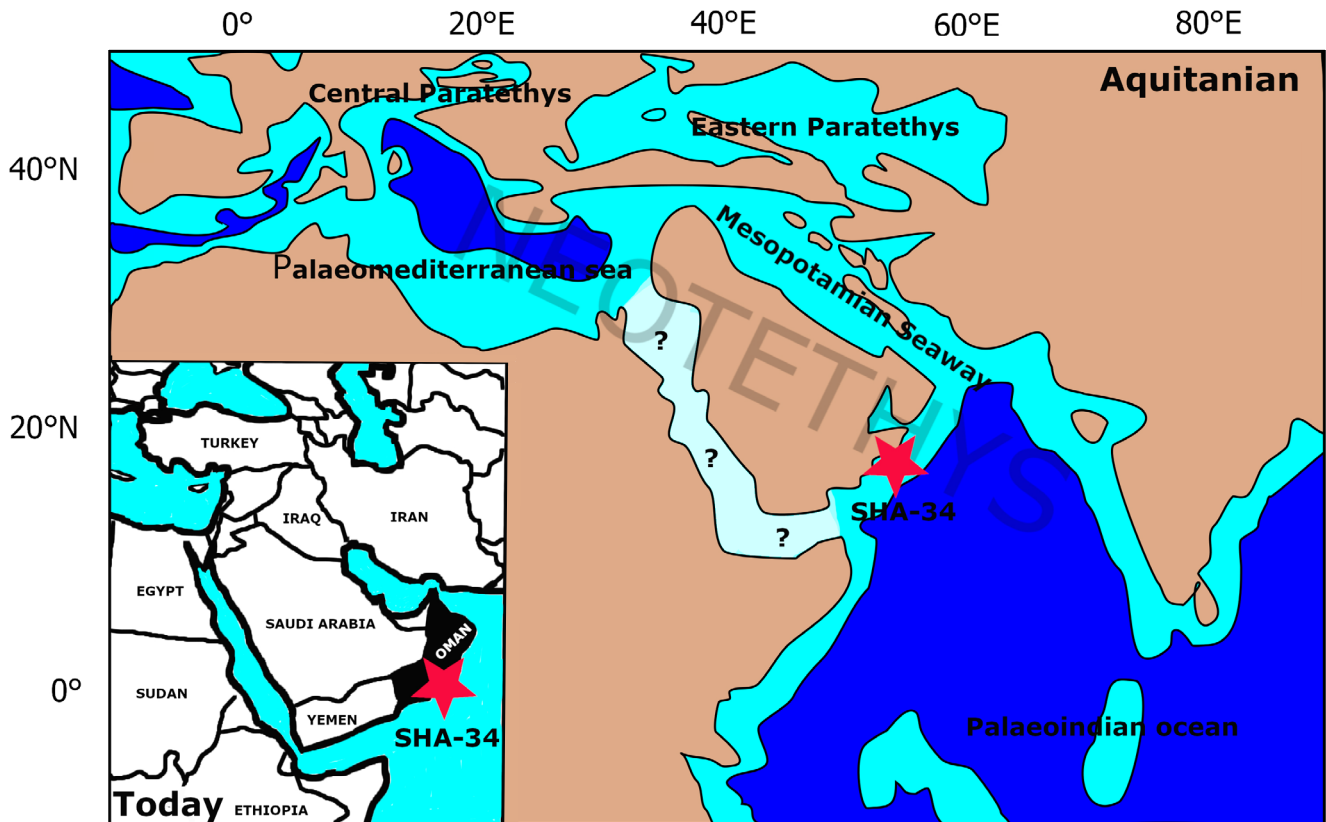 0° 20°E 40°E 60°E 80°E
Aquitanian
Central Paratethys
Eastern Paratethys
40°N
NEOTETHYS
Mesopotamian Seaway
Palaeomediterranean sea
?
20°N
?
SHA-34
?
Palaeoindian ocean
0°
TURKEY
IRAQ
IRAN
EGYPT
SAUDI ARABIA
OMAN
SUDAN
YEMEN
SHA-34
Today
ETHIOPIA